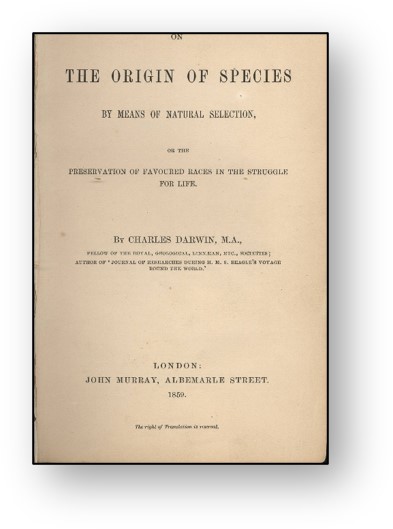 ON
THE ORIGIN OF SPECIES
BY MEANS OF NATURAL SELECTION,
OR THE
PRESERVATION OF FAVOURED RACES IN THE STRUGGLE
FOR LIFE.
BY CHARLES DARWIN, M.A.,
FELLOW OF THE ROYAL, GEOLOGICAL, LINNÆAN, ETC., SOCIETIES;
AUTHOR OF 'JOURNAL OF RESEARCHES DURING H. M. S. BEAGLE'S VOYAGE
ROUND THE WORLD.'
LONDON:
JOHN MURRAY, ALBEMARLE STREET.
1859.
The right of Translation is reserved.